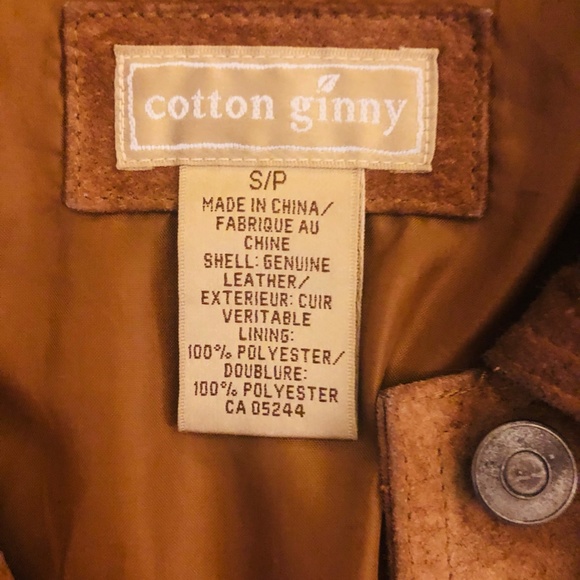 cotton ginny
S/P
MADE IN CHINA/
FABRIQUE AU
CHINE
SHELL: GENUINE
LEATHER/
EXTERIEUR: CUIR
VERITABLE
LINING:
100% POLYESTER/
DOUBLURE:
100% POLYESTER
CA 05244